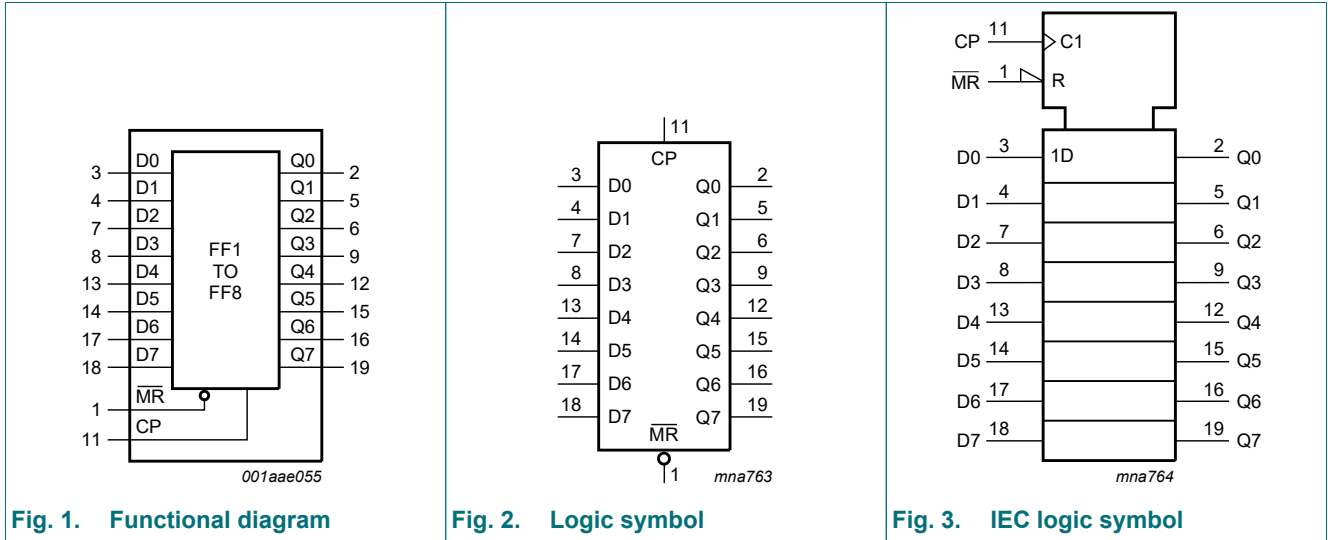 3 D0 Q0 2
4 D1 Q1 5
7 D2 Q2 6
8 D3 Q3 9
13 D4 Q4 12
14 D5 Q5 15
17 D6 Q6 16
18 D7 Q7 19
FF1
TO
FF8
1 M̅R̅
11 CP
001aae055
Fig. 1. Functional diagram
11
CP
3 D0 Q0 2
4 D1 Q1 5
7 D2 Q2 6
8 D3 Q3 9
13 D4 Q4 12
14 D5 Q5 15
17 D6 Q6 16
18 D7 Q7 19
M̅R̅
1
mna763
Fig. 2. Logic symbol
CP 11 C1
M̅R̅ 1 R
D0 3 1D 2 Q0
D1 4 5 Q1
D2 7 6 Q2
D3 8 9 Q3
D4 13 12 Q4
D5 14 15 Q5
D6 17 16 Q6
D7 18 19 Q7
mna764
Fig. 3. IEC logic symbol